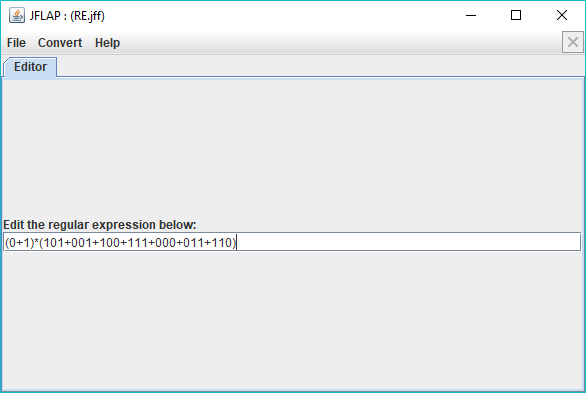 JFLAP : (RE.jff)
File Convert Help
Editor
Edit the regular expression below:
(0+1)*(101+001+100+111+000+011+110)